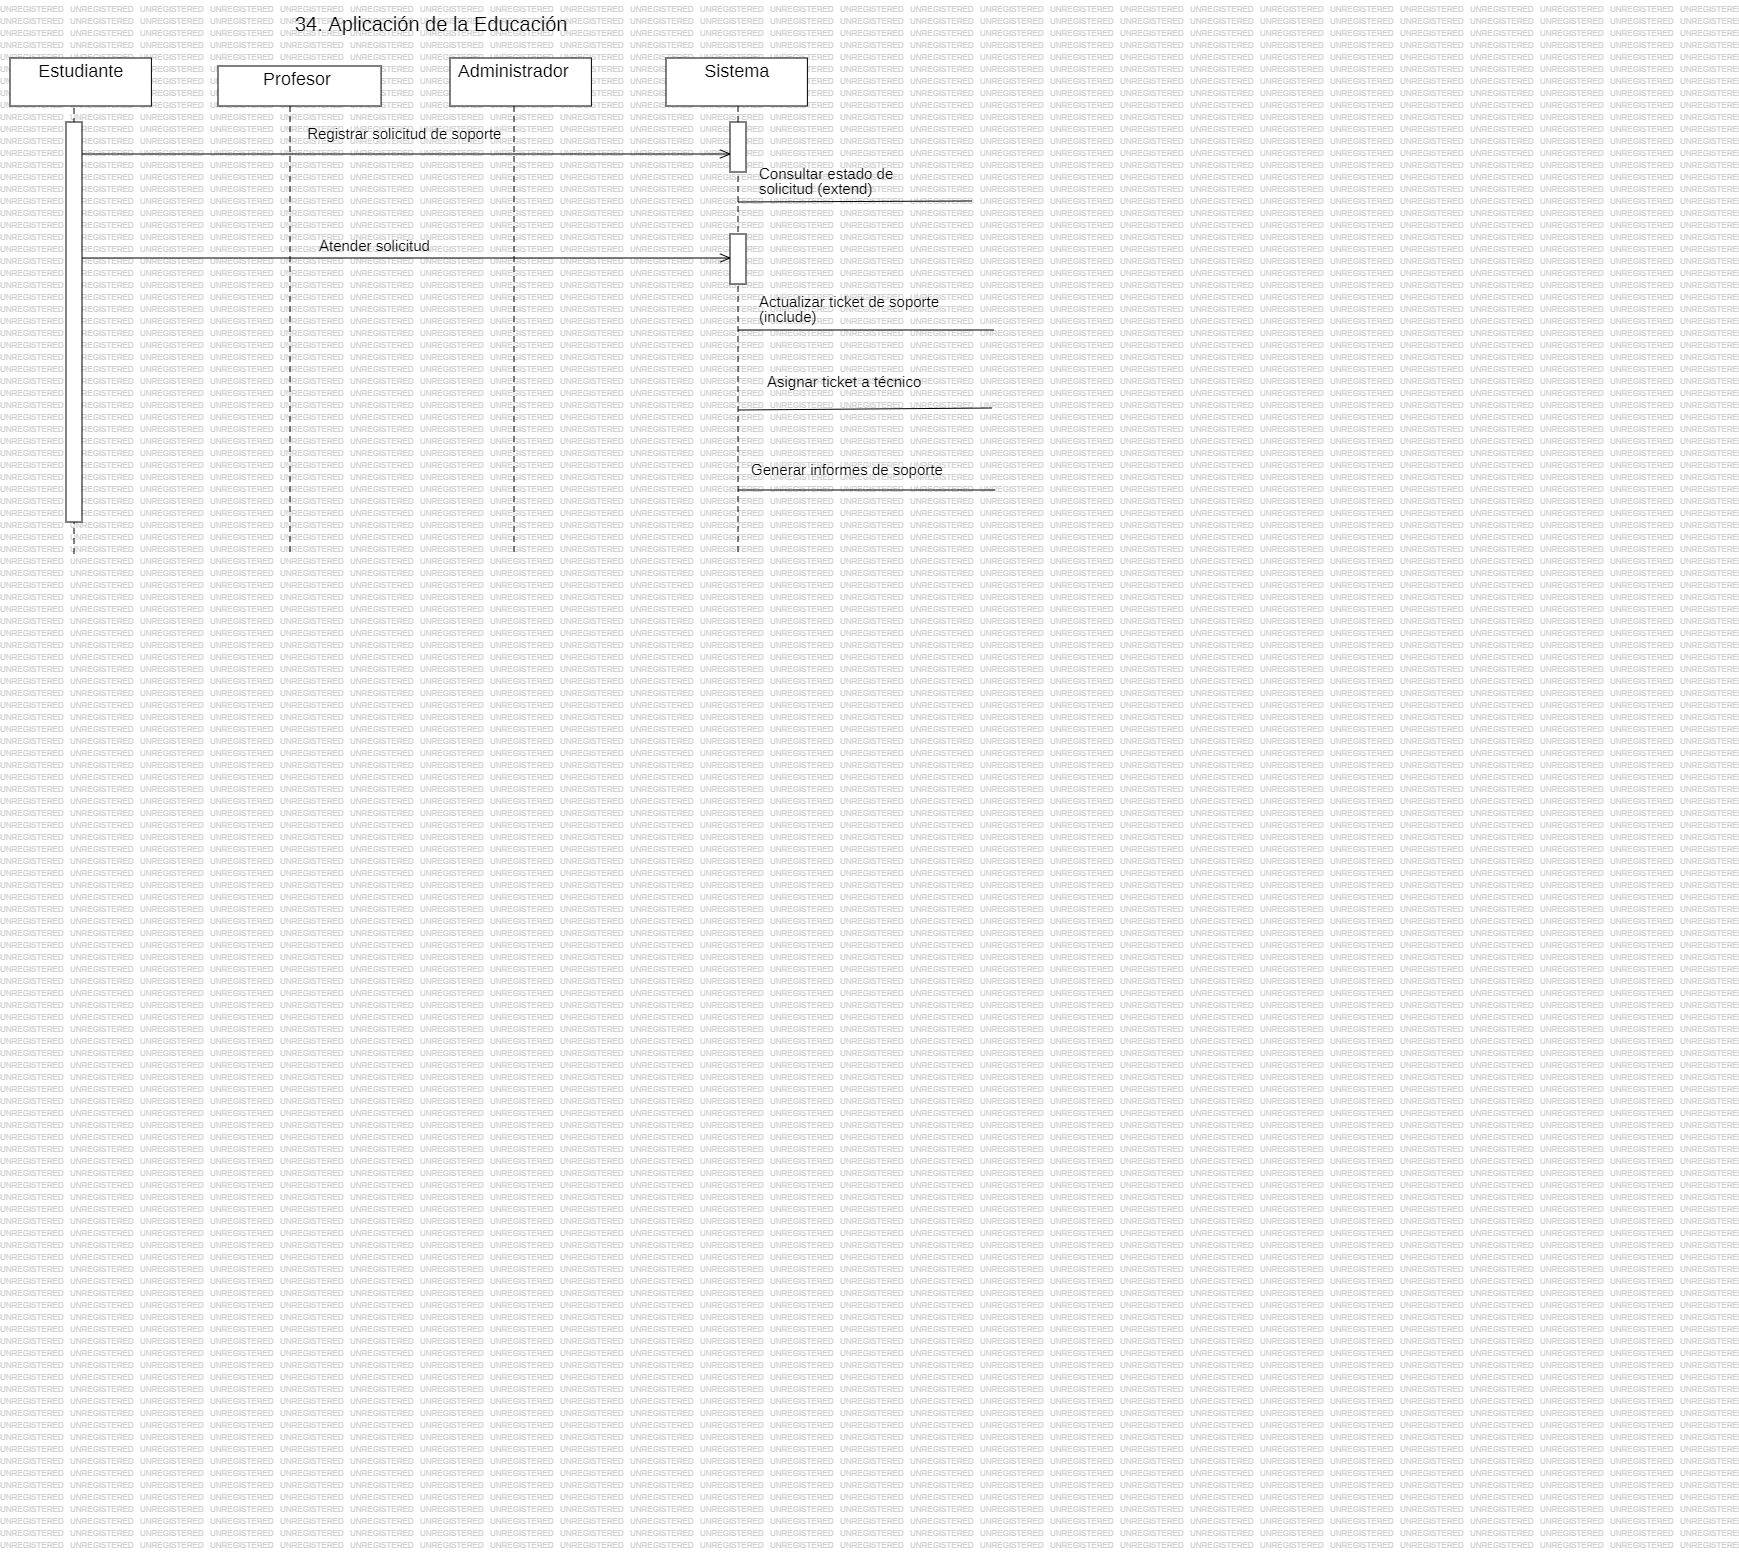 34. Aplicación de la Educación
Estudiante
Profesor
Administrador
Sistema
Registrar solicitud de soporte
Consultar estado de
solicitud (extend)
Atender solicitud
Actualizar ticket de soporte
(include)
Asignar ticket a técnico
Generar informes de soporte
UNREGISTERED